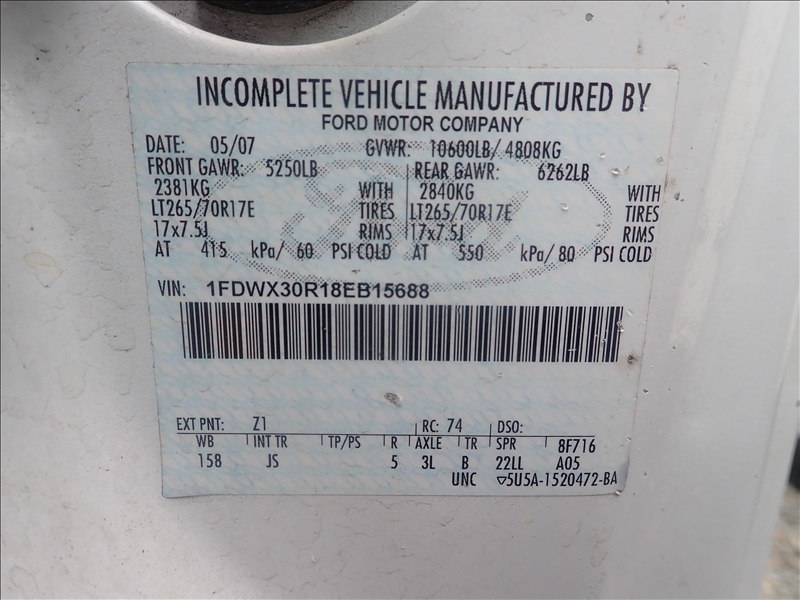 INCOMPLETE VEHICLE MANUFACTURED BY
FORD MOTOR COMPANY
DATE: 05/07 GVWR: 10600LB/ 4808KG
FRONT GAWR: 5250LB REAR GAWR: 6262LB
2381KG WITH 2840KG WITH
LT265/70R17E TIRES LT265/70R17E TIRES
17x7.5J RIMS 17x7.5J RIMS
AT 415 kPa/ 60 PSI COLD AT 550 kPa/ 80 PSI COLD
VIN: 1FDWX30R18EB15688
EXT PNT: Z1 RC: 74 DSO:
WB INT TR TP/PS R AXLE TR SPR 8F716
158 JS 5 3L B 22LL A05
UNC ▽5U5A-1520472-BA